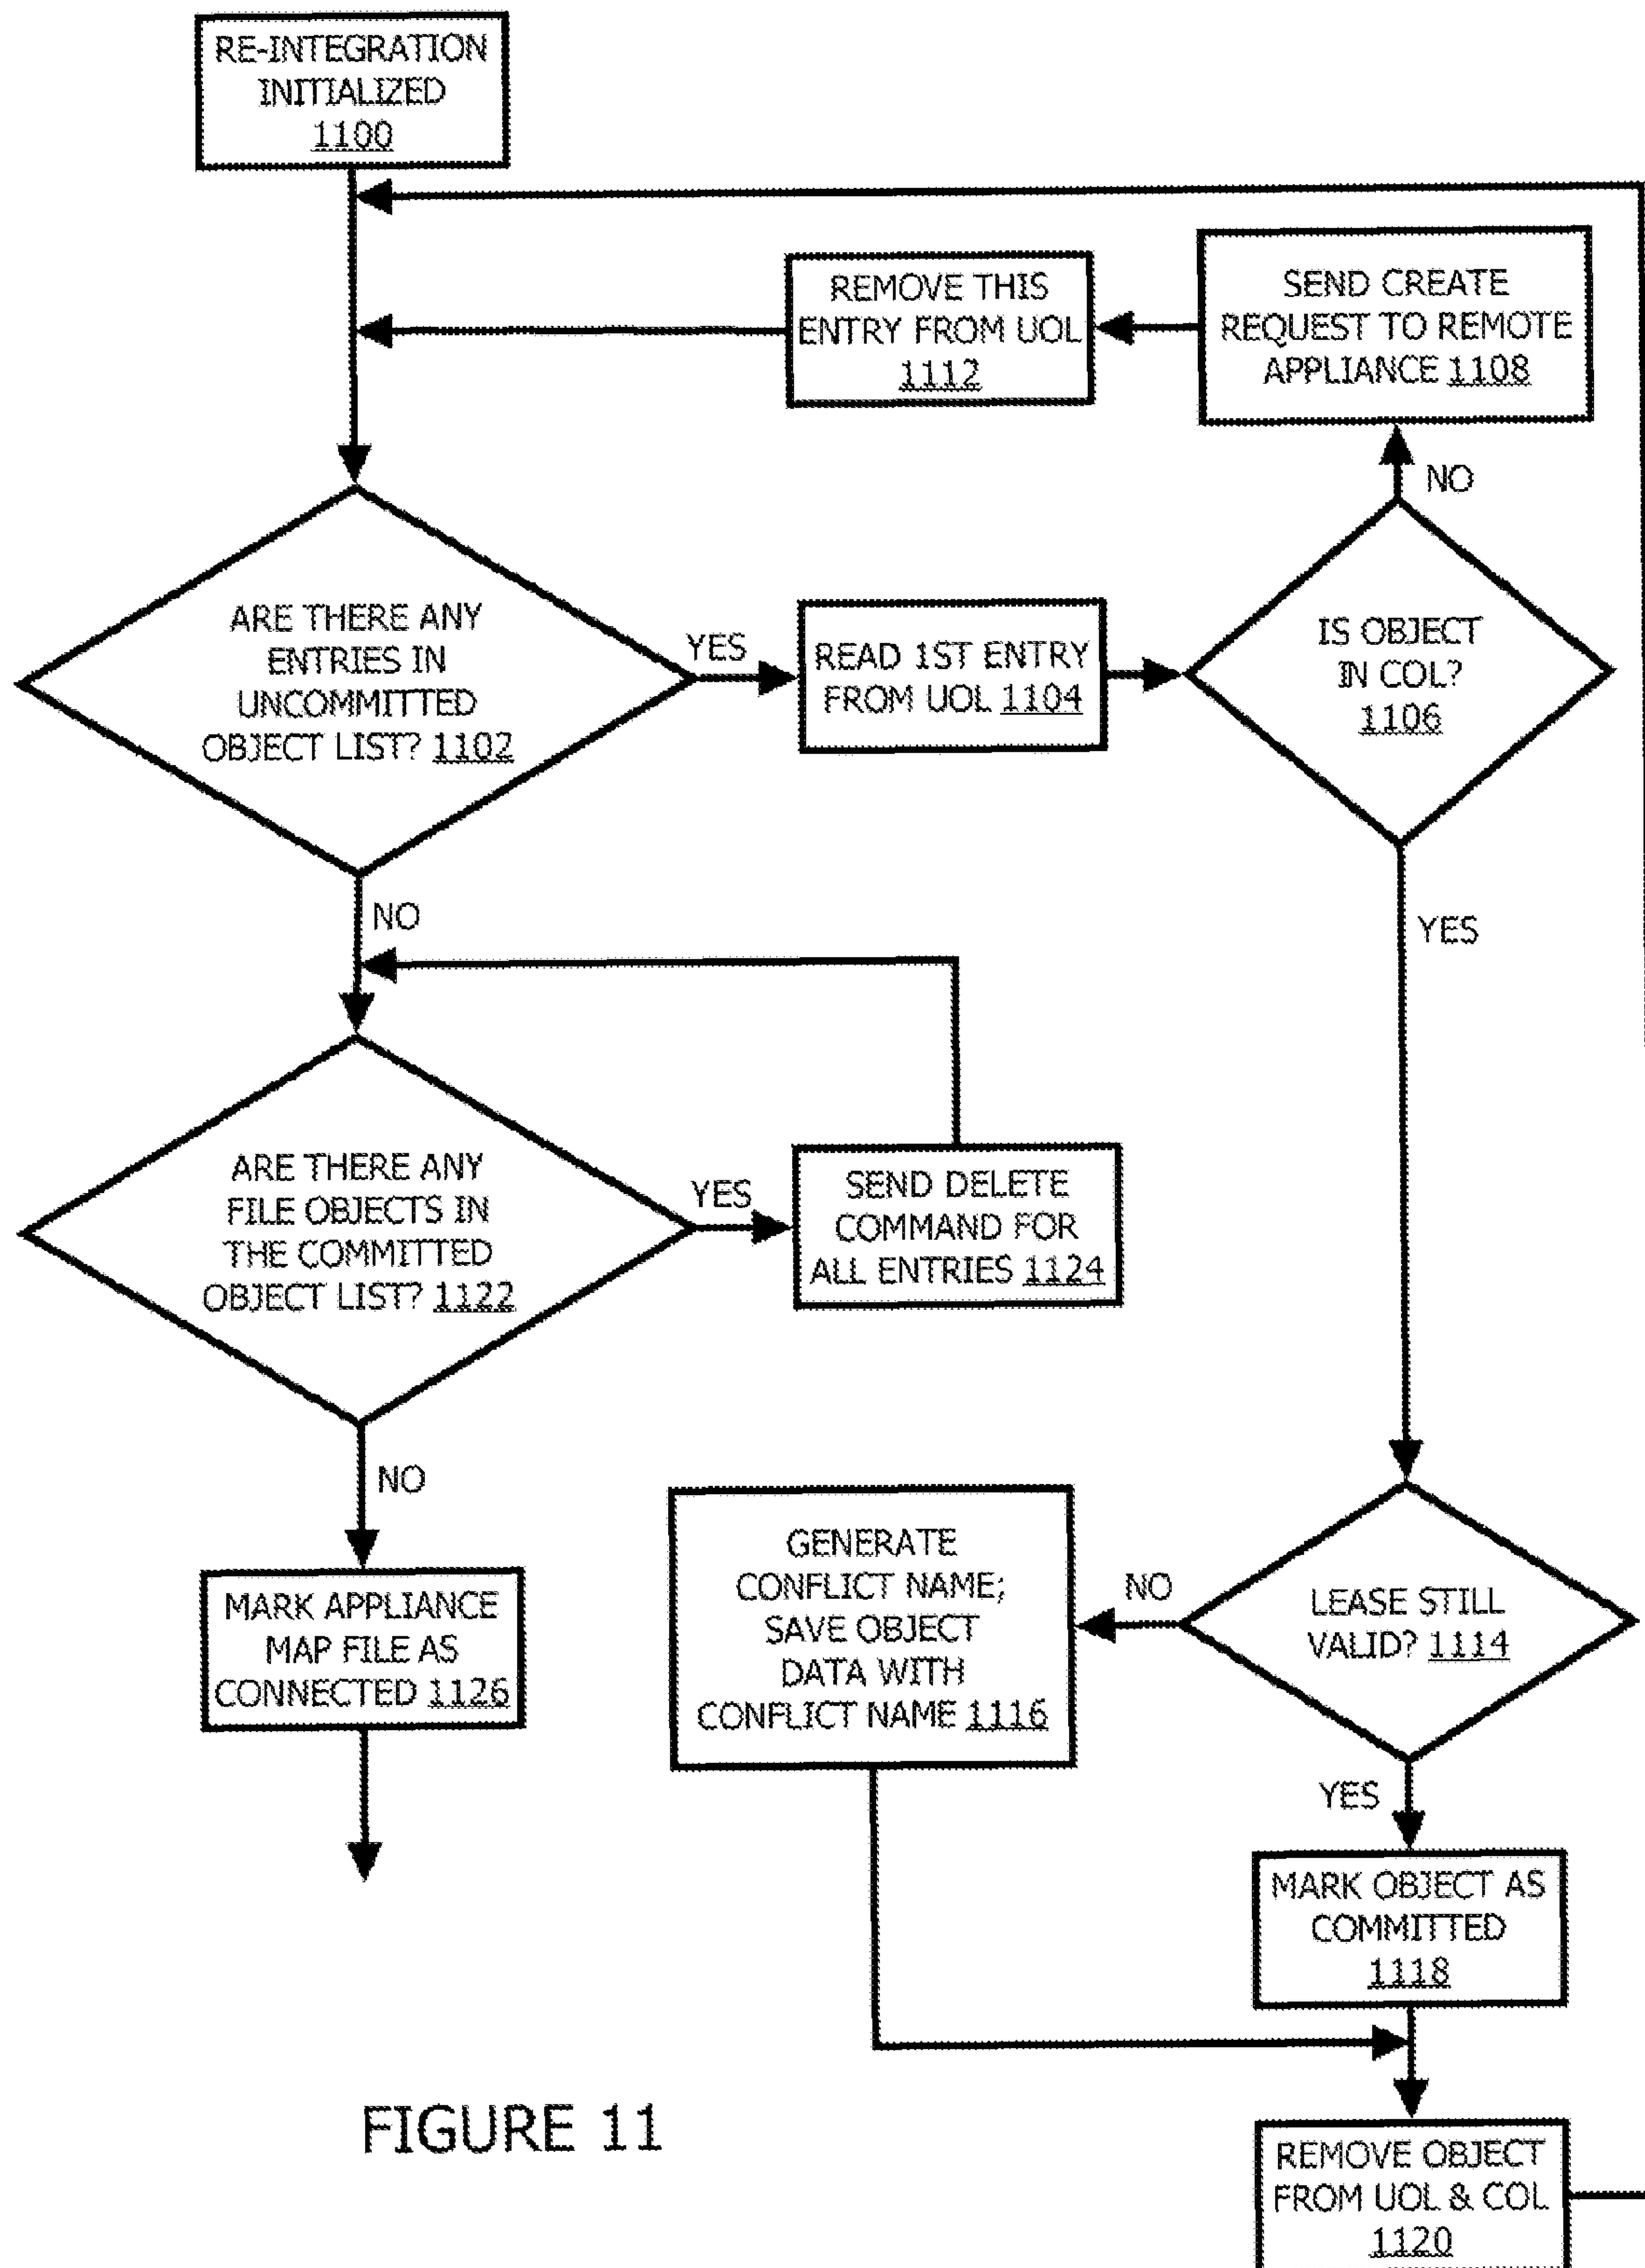 RE-INTEGRATION
INITIALIZED
1100
REMOVE THIS
ENTRY FROM UOL
1112
SEND CREATE
REQUEST TO REMOTE
APPLIANCE 1108
NO
ARE THERE ANY
ENTRIES IN
UNCOMMITTED
OBJECT LIST? 1102
YES
READ 1ST ENTRY
FROM UOL 1104
IS OBJECT
IN COL?
1106
NO
YES
ARE THERE ANY
FILE OBJECTS IN
THE COMMITTED
OBJECT LIST? 1122
YES
SEND DELETE
COMMAND FOR
ALL ENTRIES 1124
NO
MARK APPLIANCE
MAP FILE AS
CONNECTED 1126
GENERATE
CONFLICT NAME;
SAVE OBJECT
DATA WITH
CONFLICT NAME 1116
NO
LEASE STILL
VALID? 1114
YES
MARK OBJECT AS
COMMITTED
1118
REMOVE OBJECT
FROM UOL & COL
1120
FIGURE 11